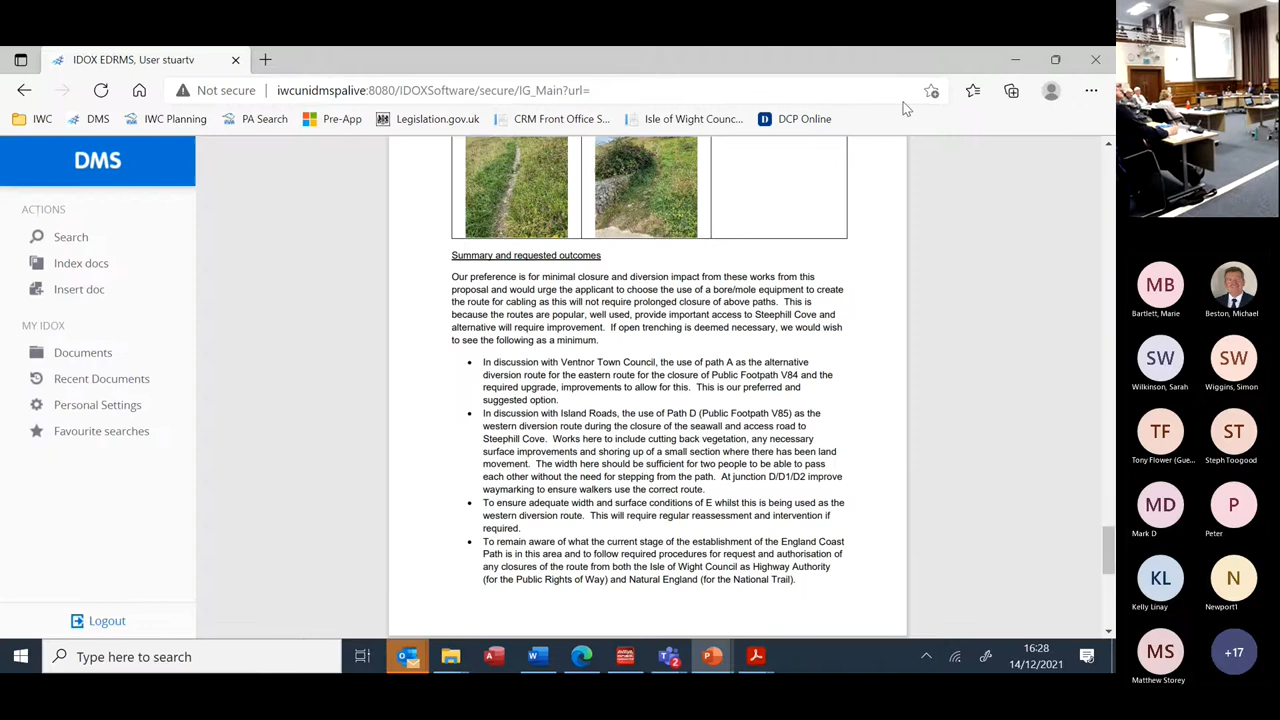 IDOX EDRMS, User stuartv
Not secure
iwcunidmspalive:8080/IDOXSoftware/secure/IG_Main?url=
IWC
DMS
IWC Planning
PA Search
Pre-App
Legislation.gov.uk
CRM Front Office S...
Isle of Wight Counc...
DCP Online
DMS
ACTIONS
Search
Index docs
Insert doc
MY IDOX
Documents
Recent Documents
Personal Settings
Favourite searches
Logout
Summary and requested outcomes
Our preference is for minimal closure and diversion impact from these works from this
proposal and would urge the applicant to choose the use of a bore/mole equipment to create
the route for cabling as this will not require prolonged closure of above paths. This is
because the routes are popular, well used, provide important access to Steephill Cove and
alternative will require improvement. If open trenching is deemed necessary, we would wish
to see the following as a minimum.
• In discussion with Ventnor Town Council, the use of path A as the alternative
diversion route for the eastern route for the closure of Public Footpath V84 and the
required upgrade, improvements to allow for this. This is our preferred and
suggested option.
• In discussion with Island Roads, the use of Path D (Public Footpath V85) as the
western diversion route during the closure of the seawall and access road to
Steephill Cove. Works here to include cutting back vegetation, any necessary
surface improvements and shoring up of a small section where there has been land
movement. The width here should be sufficient for two people to be able to pass
each other without the need for stepping from the path. At junction D/D1/D2 improve
waymarking to ensure walkers use the correct route.
• To ensure adequate width and surface conditions of E whilst this is being used as the
western diversion route. This will require regular reassessment and intervention if
required.
• To remain aware of what the current stage of the establishment of the England Coast
Path is in this area and to follow required procedures for request and authorisation of
any closures of the route from both the Isle of Wight Council as Highway Authority
(for the Public Rights of Way) and Natural England (for the National Trail).
Type here to search
16:28
14/12/2021
MB
Bartlett, Marie
Beston, Michael
SW
Wilkinson, Sarah
SW
Wiggins, Simon
TF
Tony Flower (Gue...
ST
Steph Toogood
MD
Mark D
P
Peter
KL
Kelly Linay
N
Newport1
MS
Matthew Storey
+17